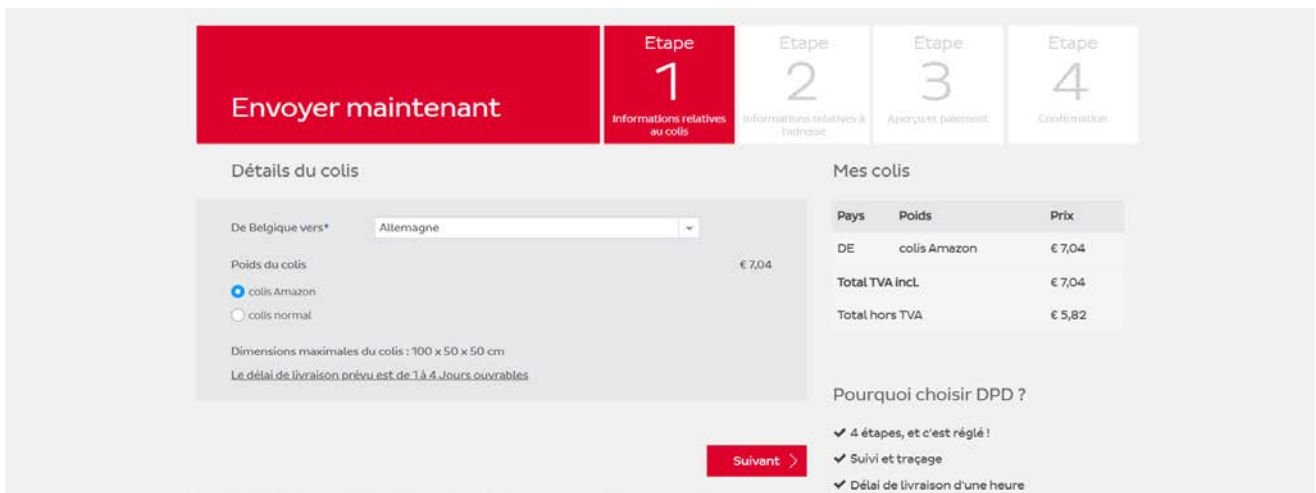 Envoyer maintenant
Etape
1
Informations relatives
au colis
Etape
2
Informations relatives à
l'adresse
Etape
3
Aperçu et paiement
Etape
4
Confirmation
Détails du colis
De Belgique vers*
Allemagne
Poids du colis
€ 7,04
colis Amazon
colis normal
Dimensions maximales du colis : 100 x 50 x 50 cm
Le délai de livraison prévu est de 1 à 4 Jours ouvrables
Suivant
Mes colis
Pays Poids Prix
DE colis Amazon € 7,04
Total TVA incl. € 7,04
Total hors TVA € 5,82
Pourquoi choisir DPD ?
✔ 4 étapes, et c'est réglé !
✔ Suivi et traçage
✔ Délai de livraison d'une heure